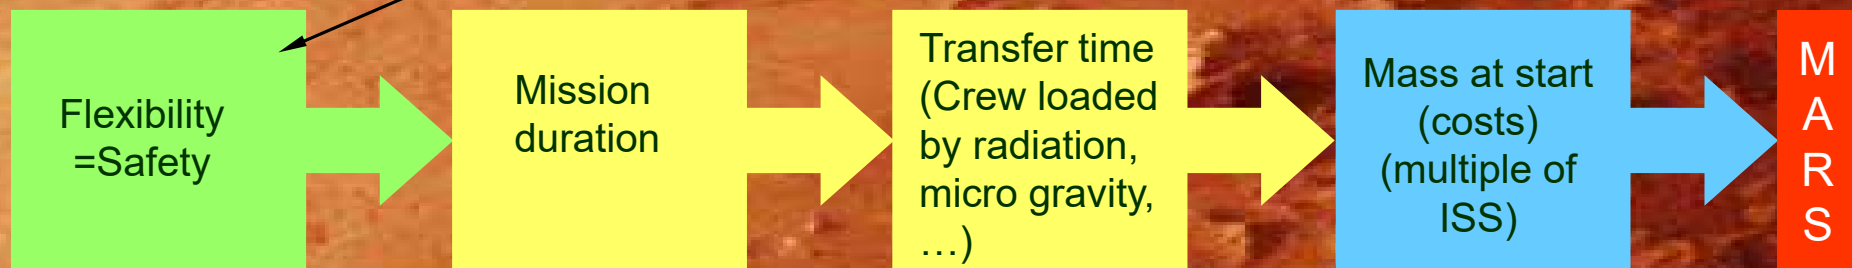 Flexibility
=Safety
Mission
duration
Transfer time
(Crew loaded
by radiation,
micro gravity,
…)
Mass at start
(costs)
(multiple of
ISS)
M
A
R
S